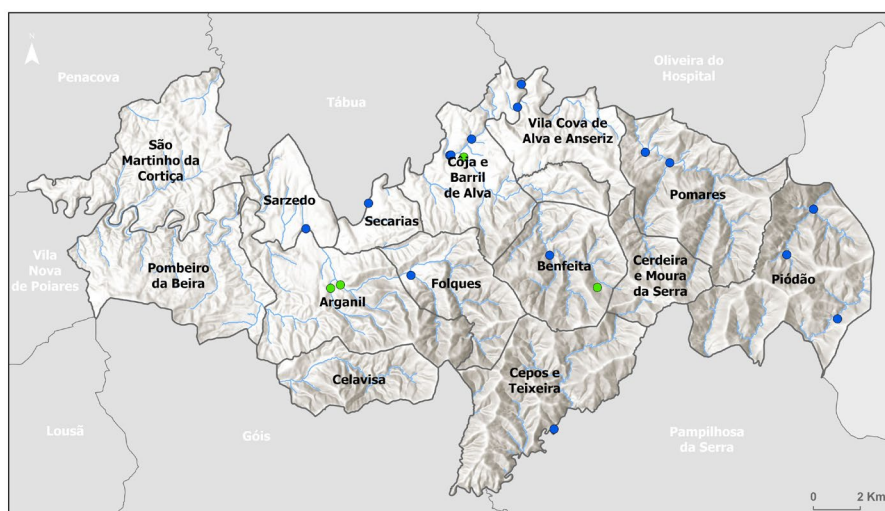 N
Penacova
Tábua
Oliveira do
Hospital
São
Martinho da
Cortiça
Vila Cova de
Alva e Anseriz
Côja e
Barril
de Alva
Sarzedo
Secarias
Pomares
Vila
Nova
de Poiares
Pombeiro
da Beira
Arganil
Folques
Benfeita
Cerdeira
e Moura
da Serra
Piódão
Celavisa
Cepos e
Teixeira
Lousã
Góis
Pampilhosa
da Serra
0 2 Km